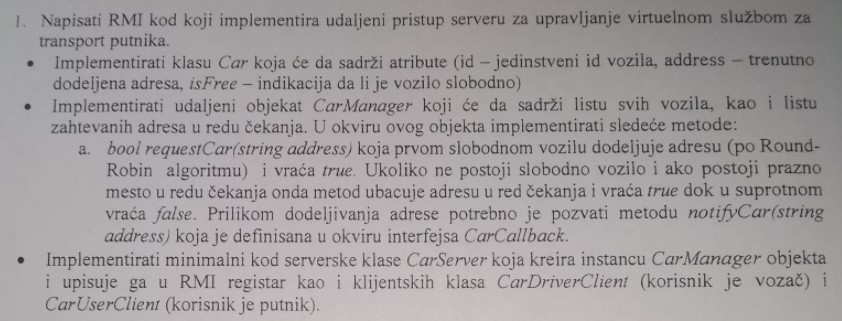 1. Napisati RMI kod koji implementira udaljeni pristup serveru za upravljanje virtuelnom službom za
transport putnika.
• Implementirati klasu Car koja će da sadrži atribute (id – jedinstveni id vozila, address – trenutno
dodeljena adresa, isFree – indikacija da li je vozilo slobodno)
• Implementirati udaljeni objekat CarManager koji će da sadrži listu svih vozila, kao i listu
zahtevanih adresa u redu čekanja. U okviru ovog objekta implementirati sledeće metode:
a. bool requestCar(string address) koja prvom slobodnom vozilu dodeljuje adresu (po Round-
Robin algoritmu) i vraća true. Ukoliko ne postoji slobodno vozilo i ako postoji prazno
mesto u redu čekanja onda metod ubacuje adresu u red čekanja i vraća true dok u suprotnom
vraća false. Prilikom dodeljivanja adrese potrebno je pozvati metodu notifyCar(string
address) koja je definisana u okviru interfejsa CarCallback.
• Implementirati minimalni kod serverske klase CarServer koja kreira instancu CarManager objekta
i upisuje ga u RMI registar kao i klijentskih klasa CarDriverClient (korisnik je vozač) i
CarUserClient (korisnik je putnik).